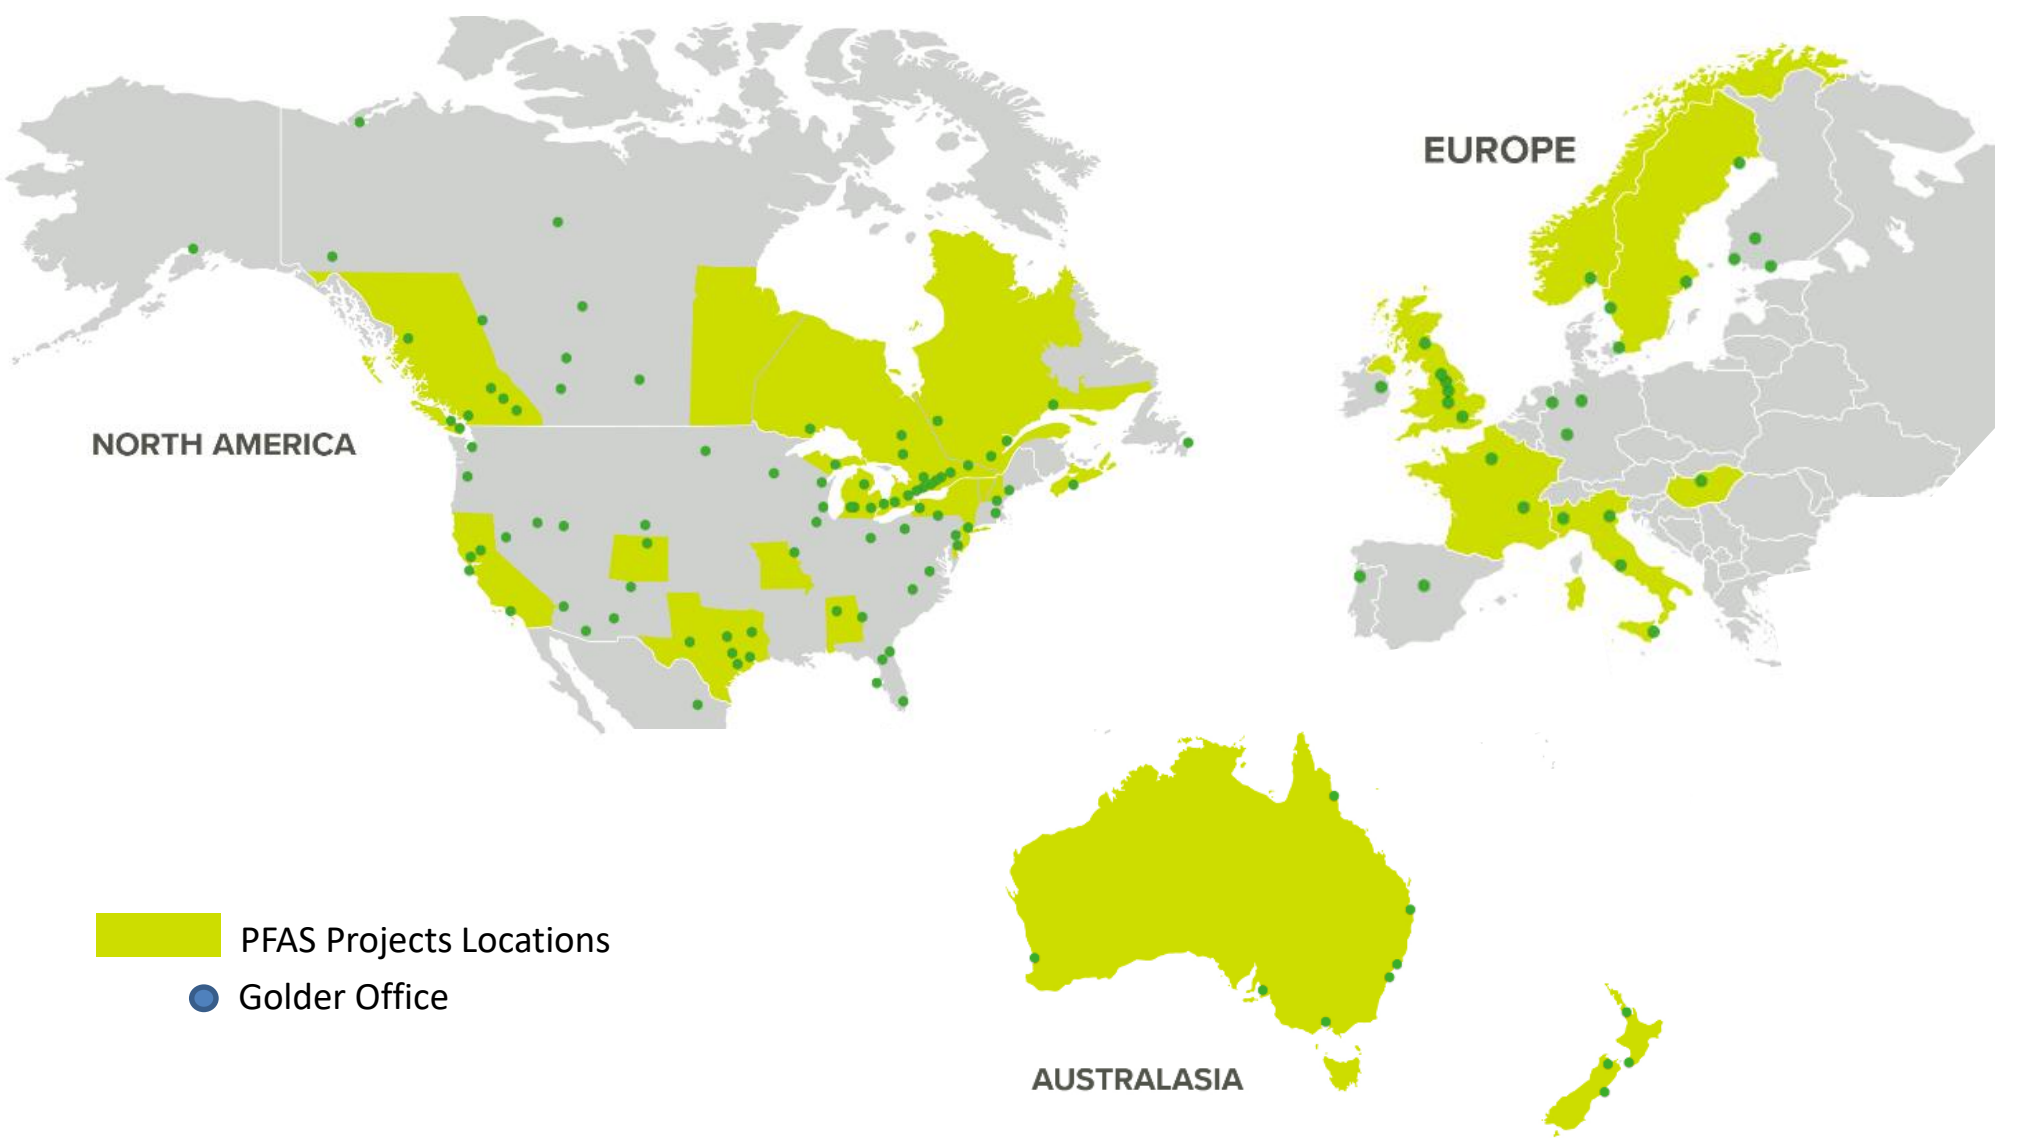 EUROPE
NORTH AMERICA
PFAS Projects Locations
Golder Office
AUSTRALASIA